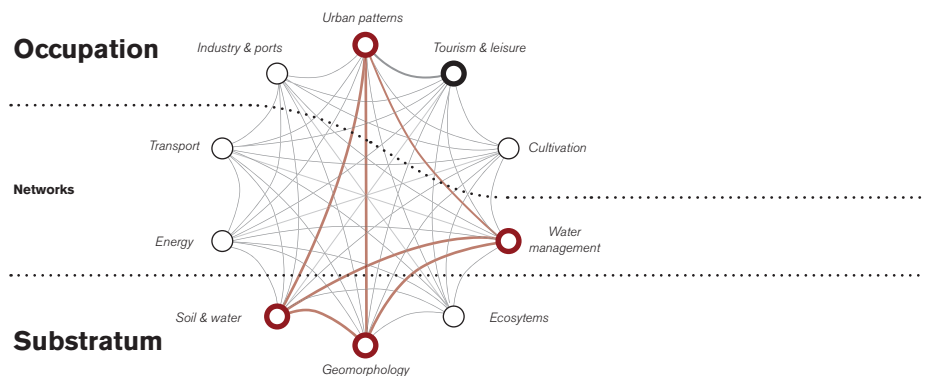 Urban patterns
Occupation
Industry & ports
Tourism & leisure
Transport
Cultivation
Networks
Energy
Water
management
Soil & water
Ecosytems
Substratum
Geomorphology